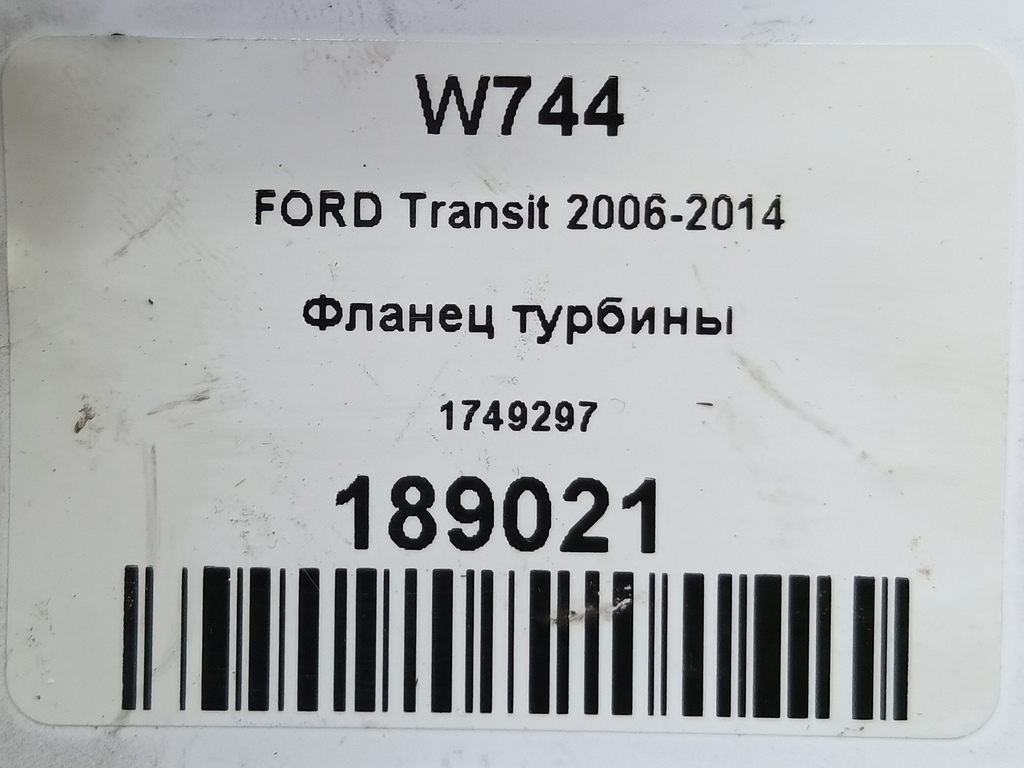 W744
FORD Transit 2006-2014
Фланец турбины
1749297
189021